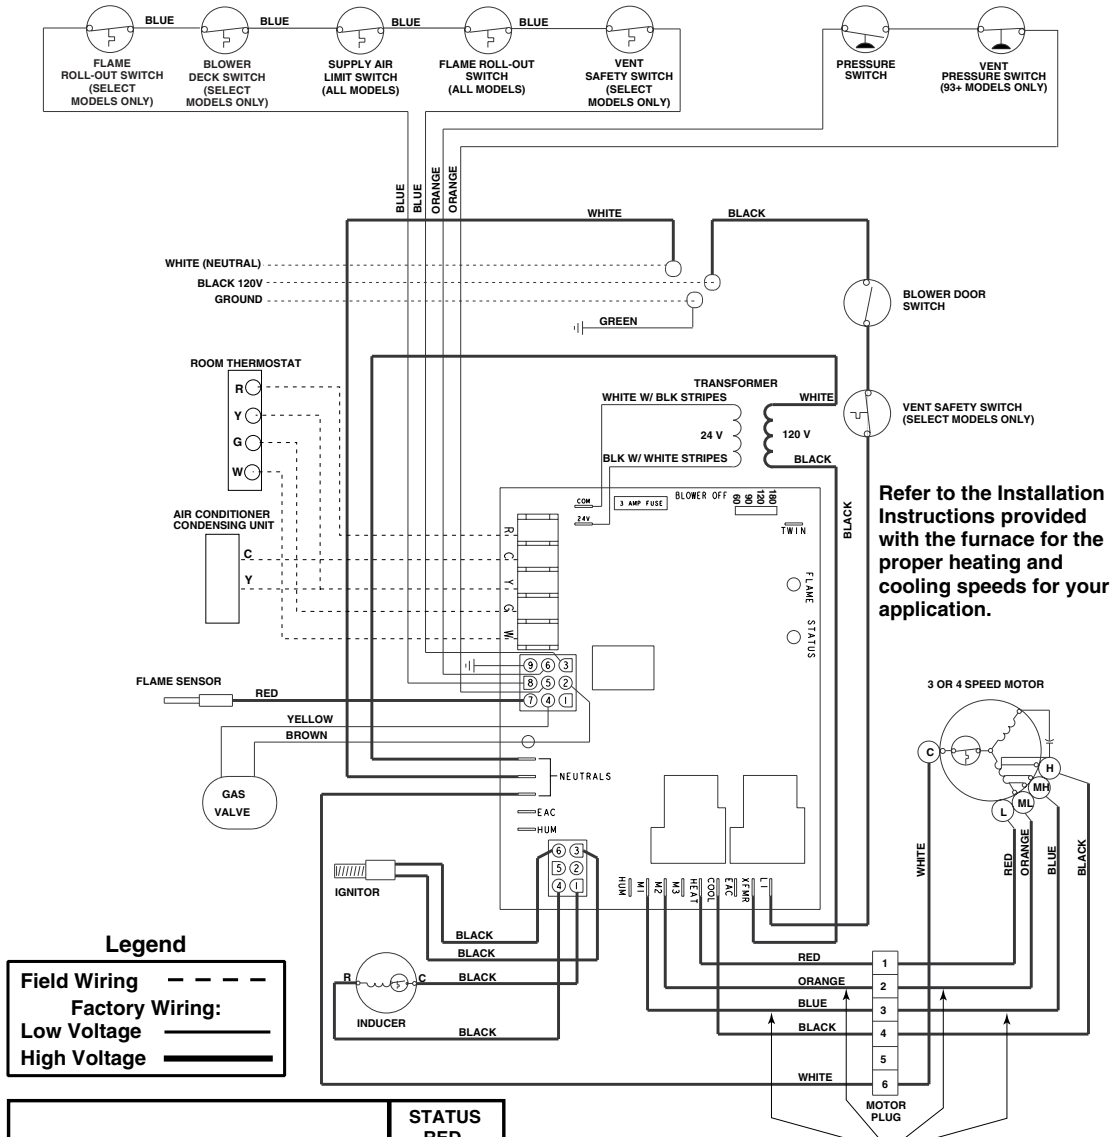 BLUE
BLUE
BLUE
BLUE
FLAME
ROLL-OUT SWITCH
(SELECT
MODELS ONLY)
BLOWER
DECK SWITCH
(SELECT
MODELS ONLY)
SUPPLY AIR
LIMIT SWITCH
(ALL MODELS)
FLAME ROLL-OUT
SWITCH
(ALL MODELS)
VENT
SAFETY SWITCH
(SELECT
MODELS ONLY)
PRESSURE
SWITCH
VENT
PRESSURE SWITCH
(93+ MODELS ONLY)
BLUE
BLUE
ORANGE
ORANGE
WHITE
BLACK
WHITE (NEUTRAL)
BLACK 120V
GROUND
GREEN
BLOWER DOOR
SWITCH
ROOM THERMOSTAT
R
Y
G
W
TRANSFORMER
WHITE W/ BLK STRIPES
WHITE
24 V
120 V
BLK W/ WHITE STRIPES
BLACK
VENT SAFETY SWITCH
(SELECT MODELS ONLY)
BLACK
Refer to the Installation
Instructions provided
with the furnace for the
proper heating and
cooling speeds for your
application.
AIR CONDITIONER
CONDENSING UNIT
C
Y
COM
24V
3 AMP FUSE
BLOWER OFF
60
90
120
180
TWIN
R
C
Y
G
W
FLAME
STATUS
9 6 3
8 5 2
7 4 1
FLAME SENSOR
RED
YELLOW
BROWN
GAS
VALVE
NEUTRALS
EAC
HUM
6 3
5 2
4 1
HUM
M1
M2
M3
HEAT
COOL
EAC
XFMR
L1
3 OR 4 SPEED MOTOR
C
H
MH
ML
L
WHITE
RED
ORANGE
BLUE
BLACK
IGNITOR
BLACK
BLACK
R
C
BLACK
INDUCER
BLACK
RED
1
ORANGE
2
BLUE
3
BLACK
4
5
WHITE
6
MOTOR
PLUG
Legend
Field Wiring
Factory Wiring:
Low Voltage
High Voltage
STATUS
RED